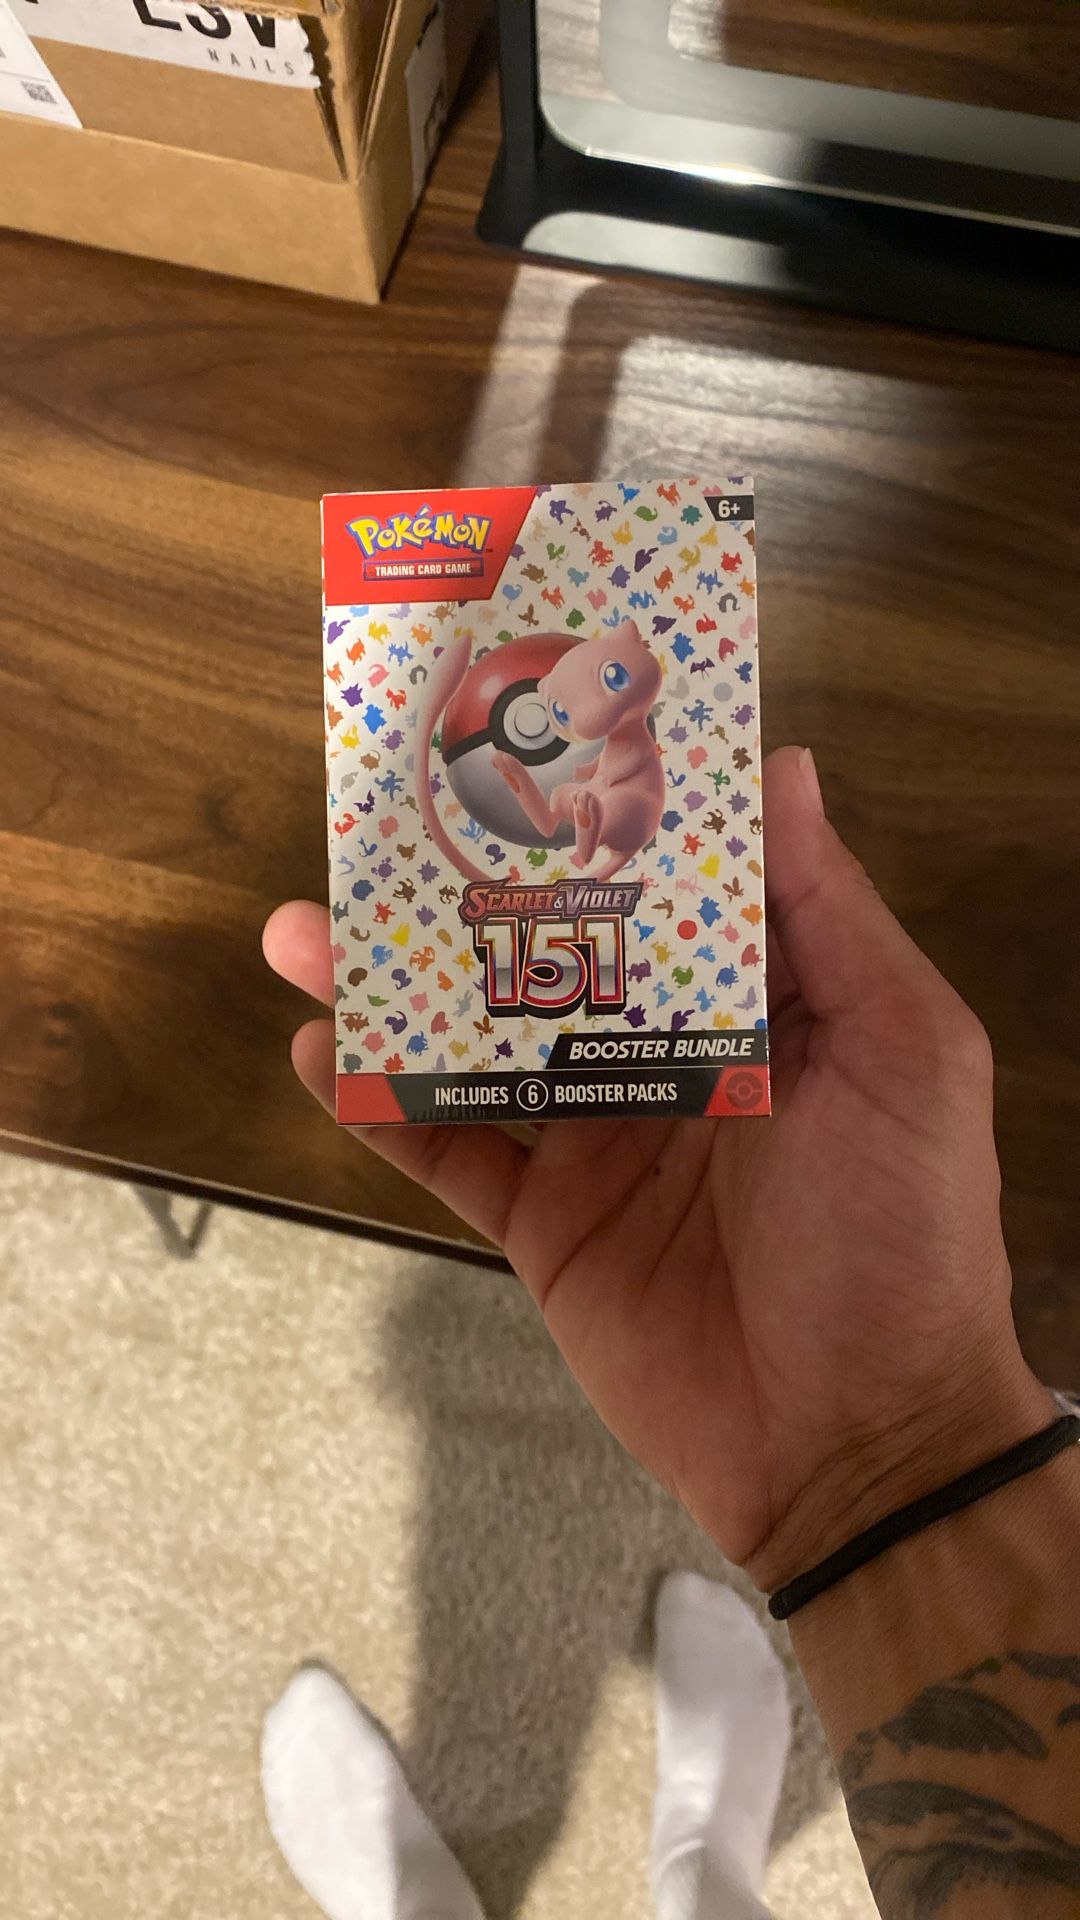 NAILS
POKéMON
TRADING CARD GAME
6+
SCARLET & VIOLET
151
BOOSTER BUNDLE
INCLUDES 6 BOOSTER PACKS